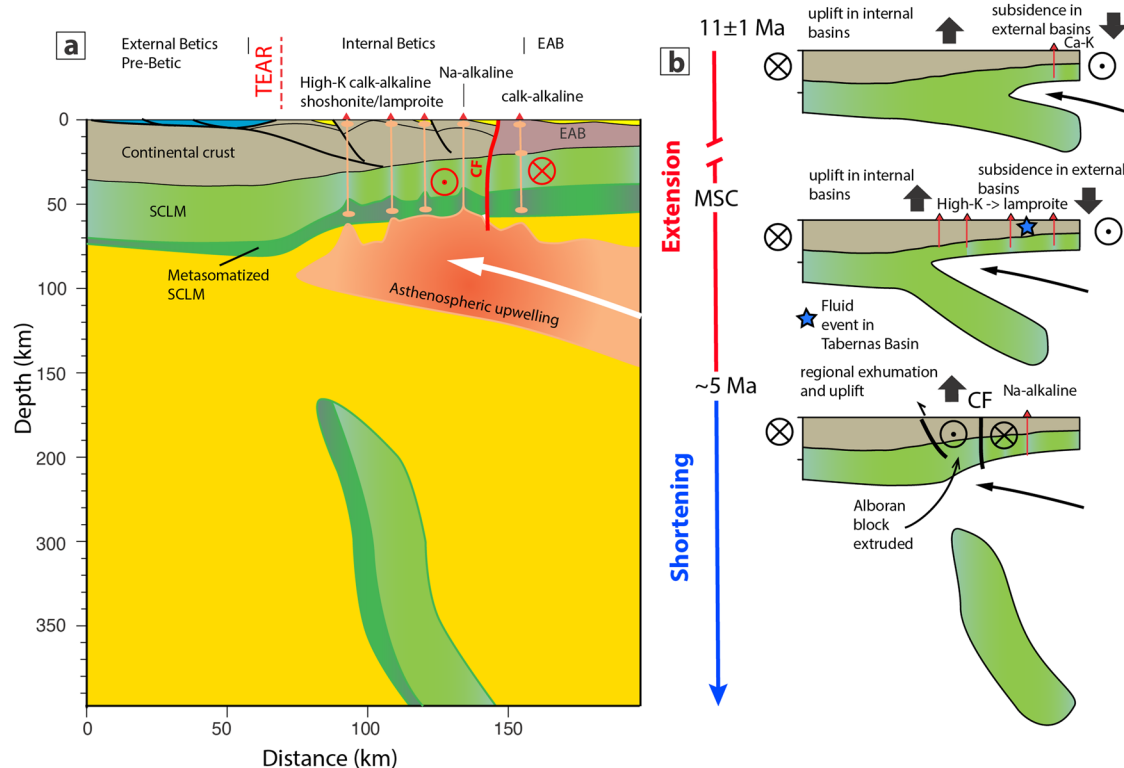 a
External Betics
Pre-Betic
TEAR
Internal Betics
EAB
High-K calk-alkaline
shoshonite/lamproite
Na-alkaline
calk-alkaline
0
50
100
150
200
300
350
Depth (km)
Continental crust
EAB
CF
SCLM
Metasomatized
SCLM
Asthenospheric upwelling
0
50
100
150
Distance (km)
b
11±1 Ma
Extension
MSC
~5 Ma
Shortening
uplift in internal
basins
subsidence in
external basins
Ca-K
uplift in internal
basins
subsidence in external
basins
High-K -> lamproite
Fluid
event in
Tabernas Basin
regional exhumation
and uplift
CF
Na-alkaline
Alboran
block
extruded